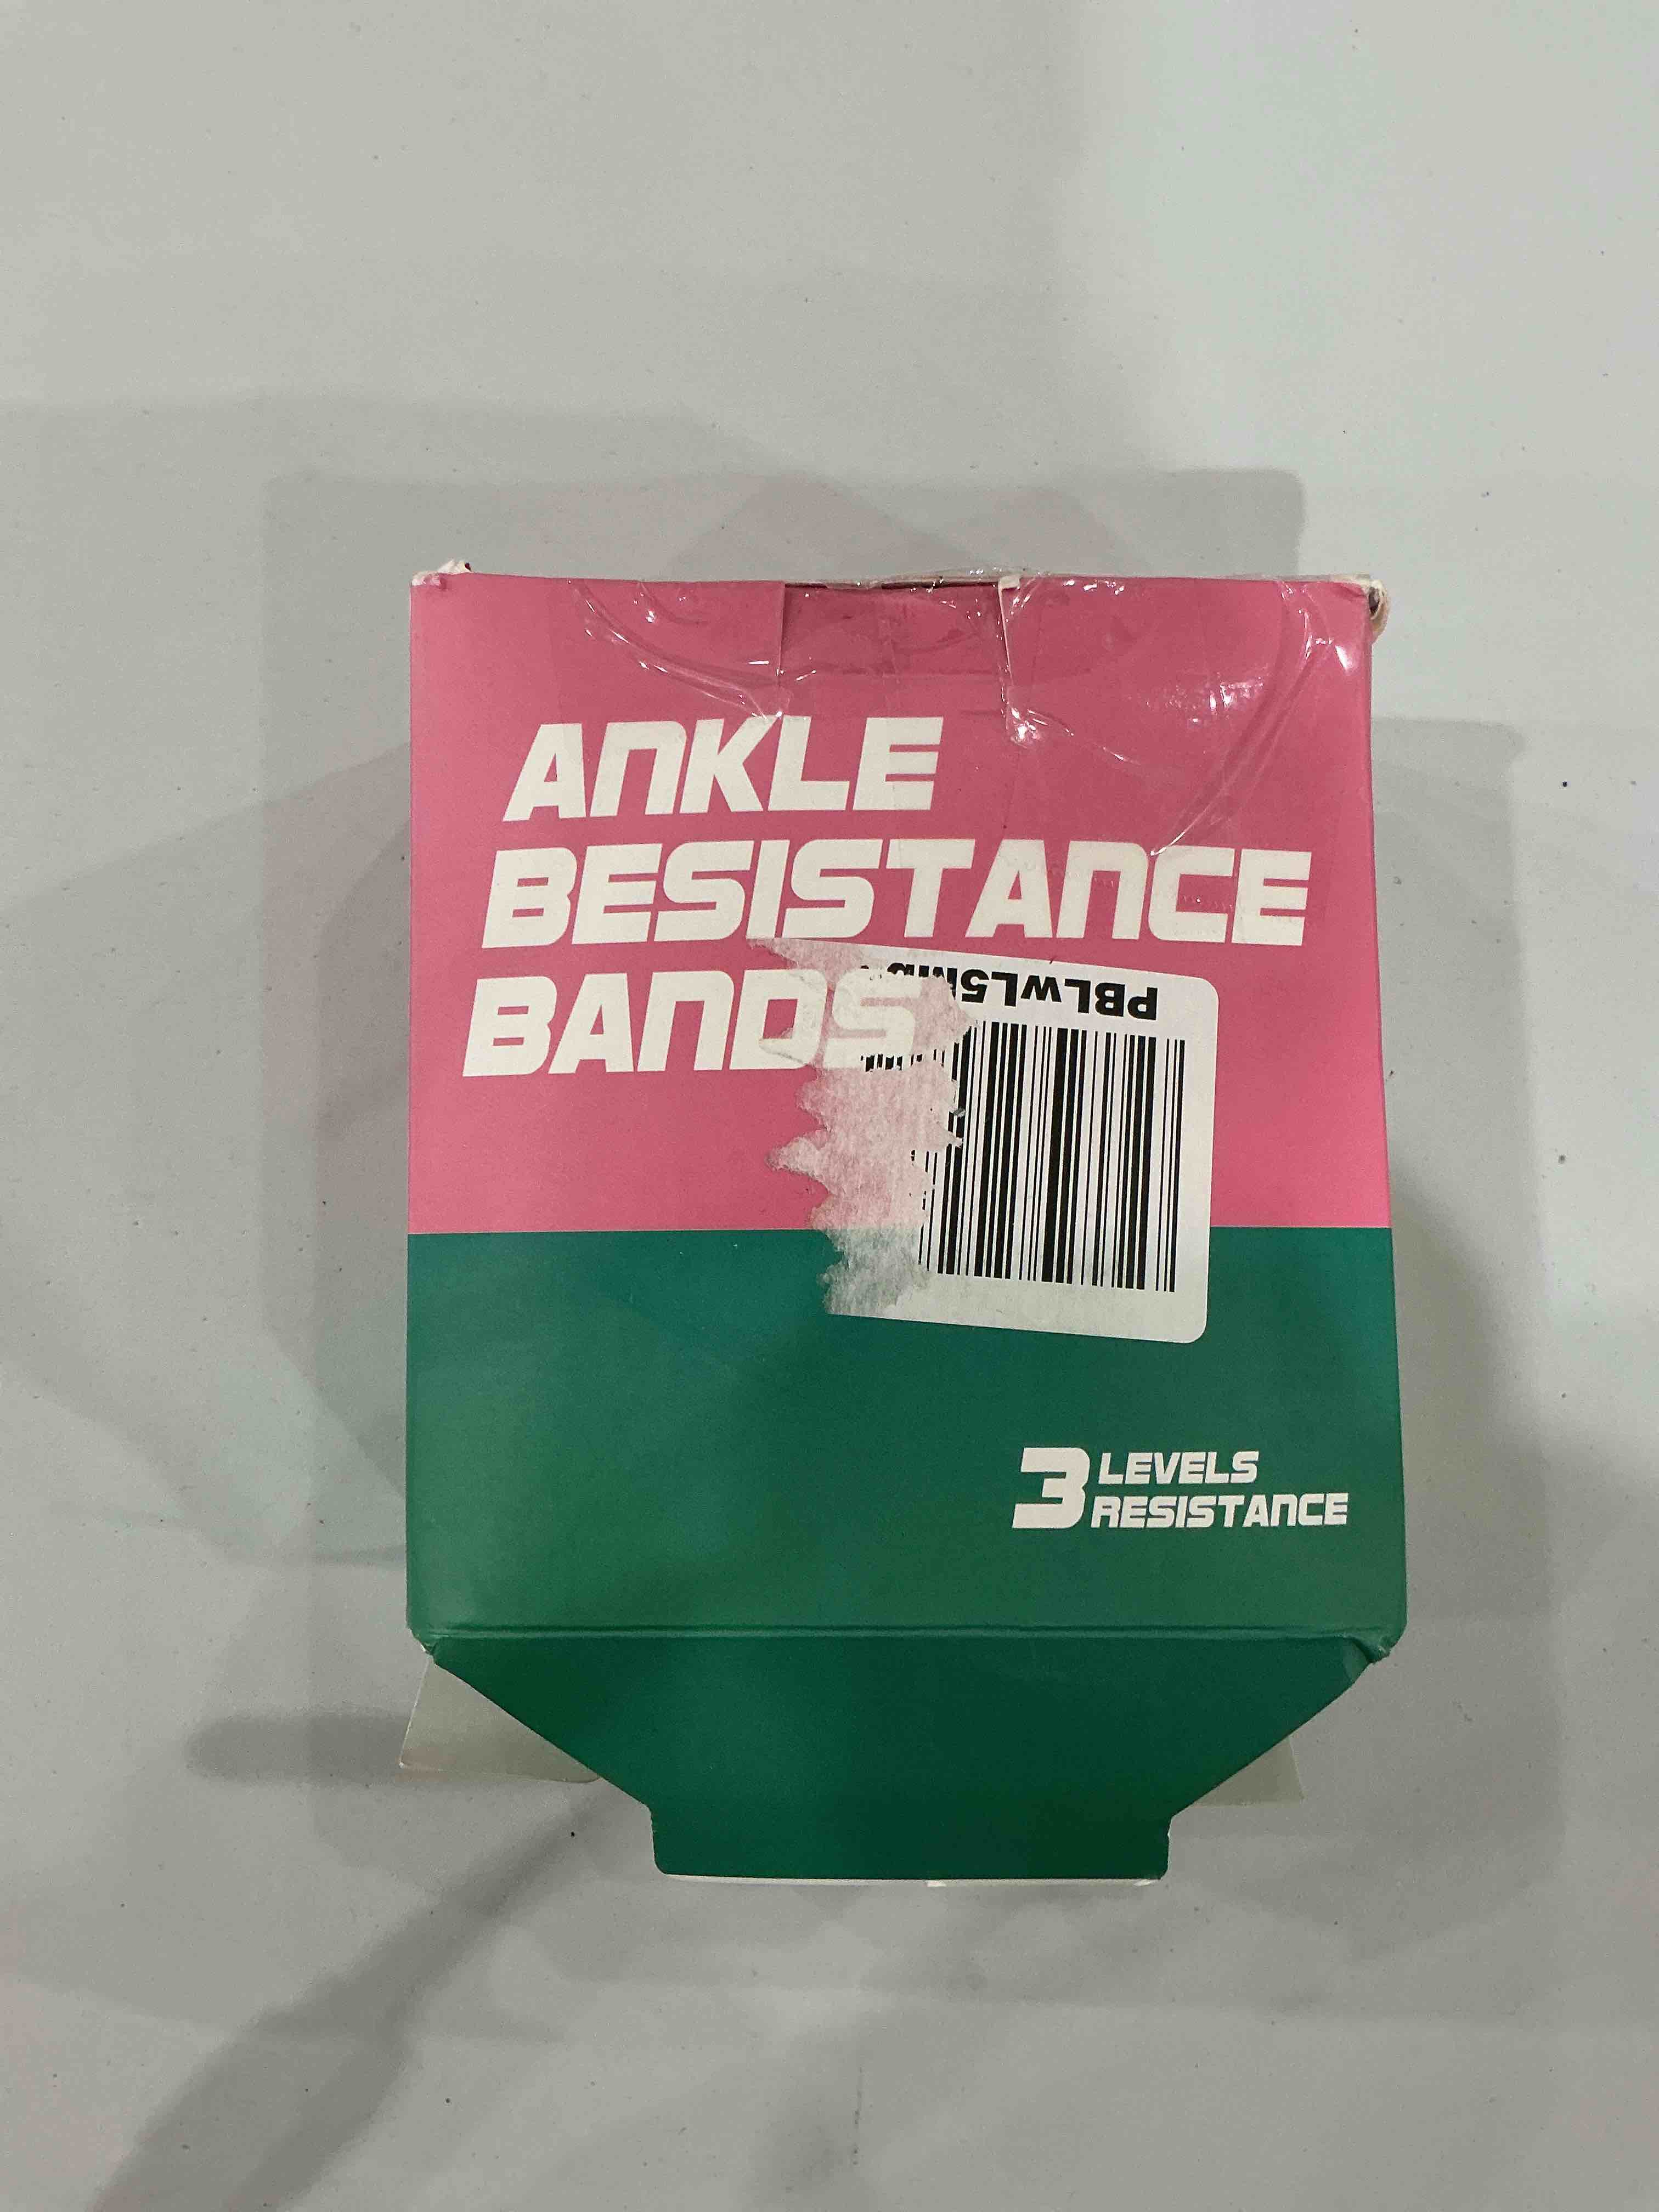 ANKLE
BESISTANCE
BANDS
3 LEVELS
RESISTANCE